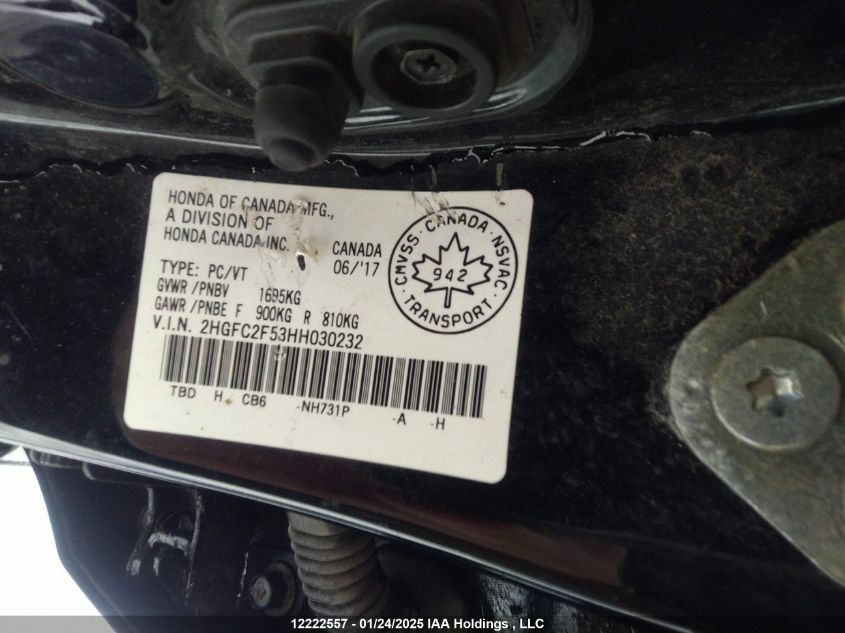 HONDA OF CANADA MFG.,
A DIVISION OF
HONDA CANADA INC.
CANADA
06/'17
TYPE: PC/VT
GVWR/PNBV 1695KG
GAWR/PNBE F 900KG R 810KG
V.I.N. 2HGFC2F53HH030232
TBD H CB6 -NH731P -A -H
CMVSS · CANADA · NSVAC
942
· TRANSPORT ·
12222557 - 01/24/2025 IAA Holdings , LLC